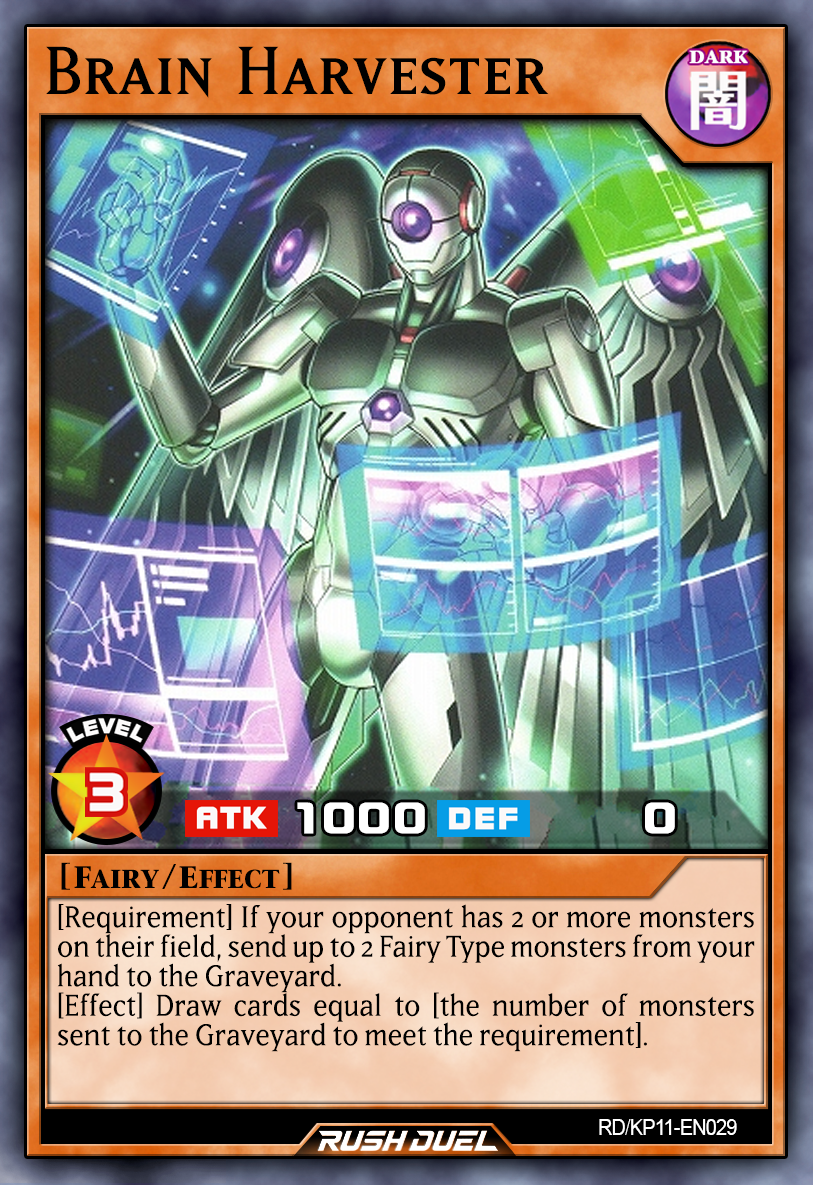 BRAIN HARVESTER
DARK
闇
LEVEL
3
ATK 1000 DEF 0
[FAIRY/EFFECT]
[Requirement] If your opponent has 2 or more monsters
on their field, send up to 2 Fairy Type monsters from your
hand to the Graveyard.
[Effect] Draw cards equal to [the number of monsters
sent to the Graveyard to meet the requirement].
RD/KP11-EN029
RUSH DUEL